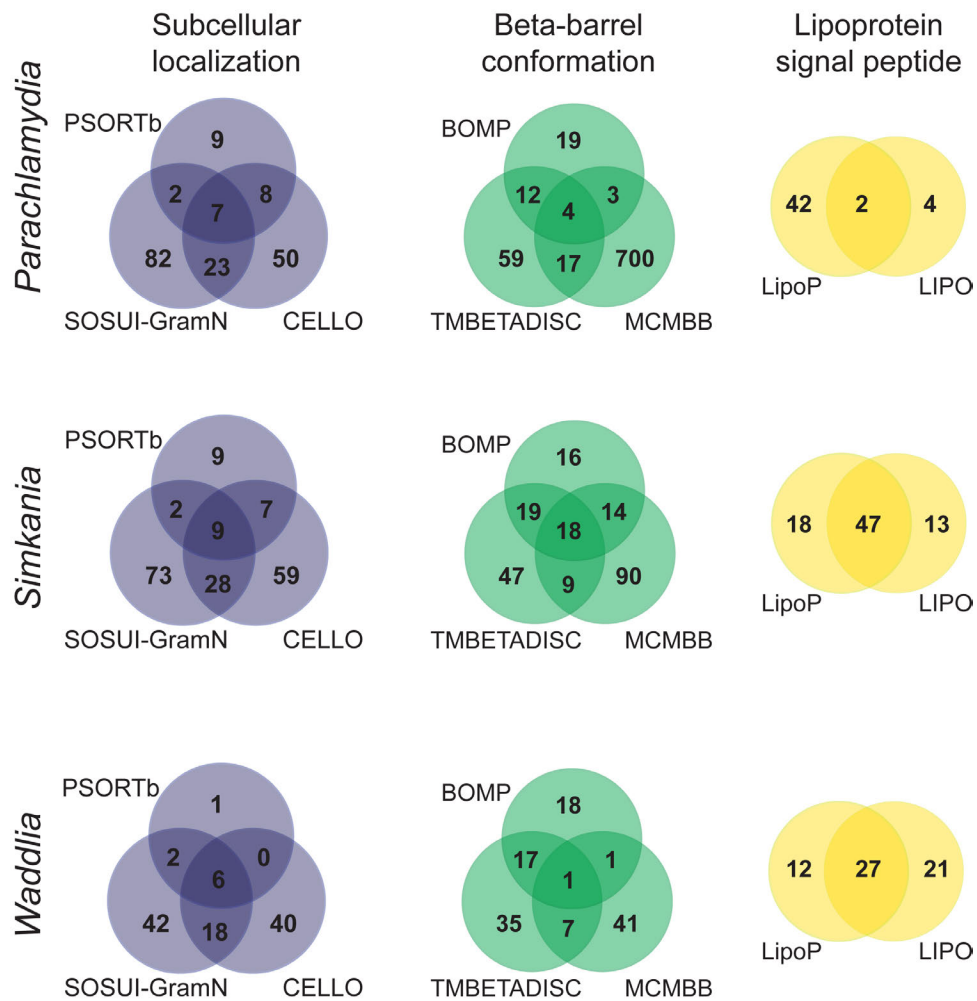 Subcellular
localization
Beta-barrel
conformation
Lipoprotein
signal peptide
Parachlamydia
PSORTb
9
2
7
8
82
23
50
SOSUI-GramN
CELLO
BOMP
19
12
4
3
59
17
700
TMBETADISC
MCMBB
42
2
4
LipoP
LIPO
Simkania
PSORTb
9
2
9
7
73
28
59
SOSUI-GramN
CELLO
BOMP
16
19
18
14
47
9
90
TMBETADISC
MCMBB
18
47
13
LipoP
LIPO
Waddlia
PSORTb
1
2
6
0
42
18
40
SOSUI-GramN
CELLO
BOMP
18
17
1
1
35
7
41
TMBETADISC
MCMBB
12
27
21
LipoP
LIPO